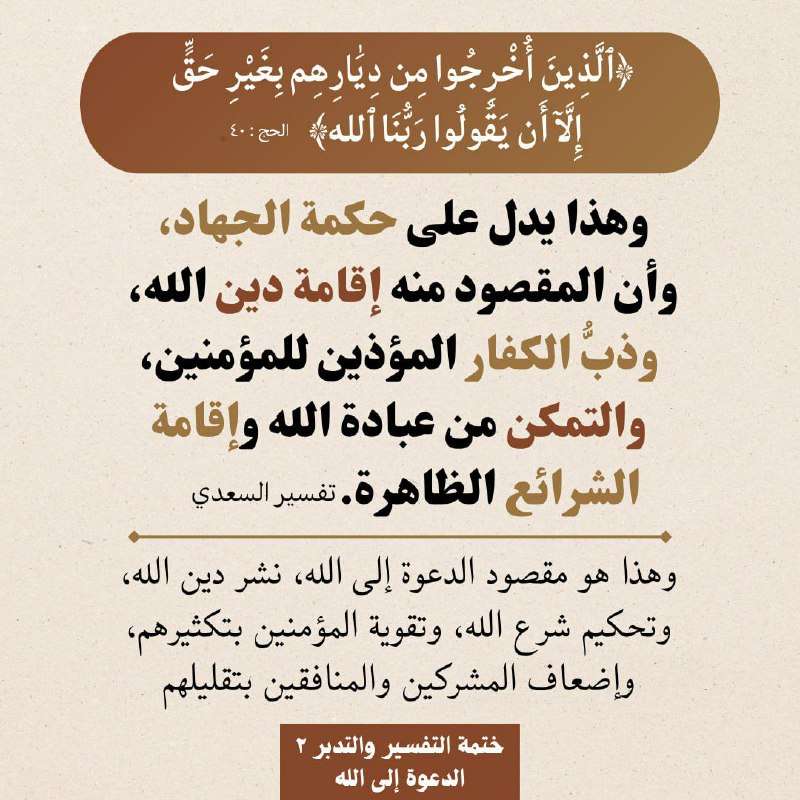 ﴿ٱلَّذِينَ أُخْرِجُوا مِن دِيَٰارِهِم بِغَيْرِ حَقٍّ
إِلَّآ أَن يَقُولُوا رَبُّنَا ٱلله﴾ الحج : ٤٠
وهذا يدل على حكمة الجهاد،
وأن المقصود منه إقامة دين الله،
وذبُّ الكفار المؤذين للمؤمنين،
والتمكن من عبادة الله وإقامة
الشرائع الظاهرة. تفسير السعدي
وهذا هو مقصود الدعوة إلى الله، نشر دين الله،
وتحكيم شرع الله، وتقوية المؤمنين بتكثيرهم،
وإضعاف المشركين والمنافقين بتقليلهم
ختمة التفسير والتدبر ٢
الدعوة إلى الله